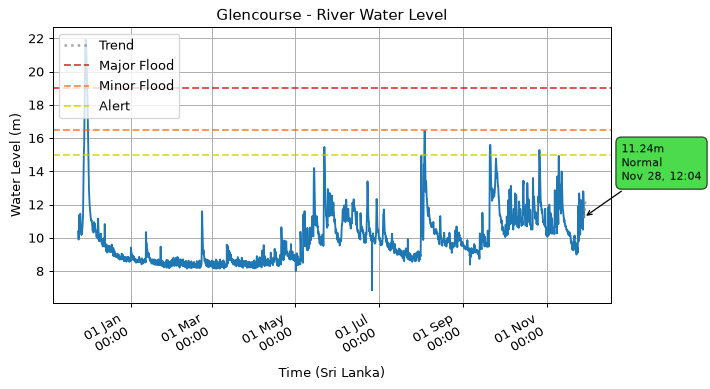 Glencourse - River Water Level
Trend
Major Flood
Minor Flood
Alert
22
20
18
16
14
12
10
8
Water Level (m)
11.24m
Normal
Nov 28, 12:04
01 Jan
00:00
01 Mar
00:00
01 May
00:00
01 Jul
00:00
01 Sep
00:00
01 Nov
00:00
Time (Sri Lanka)